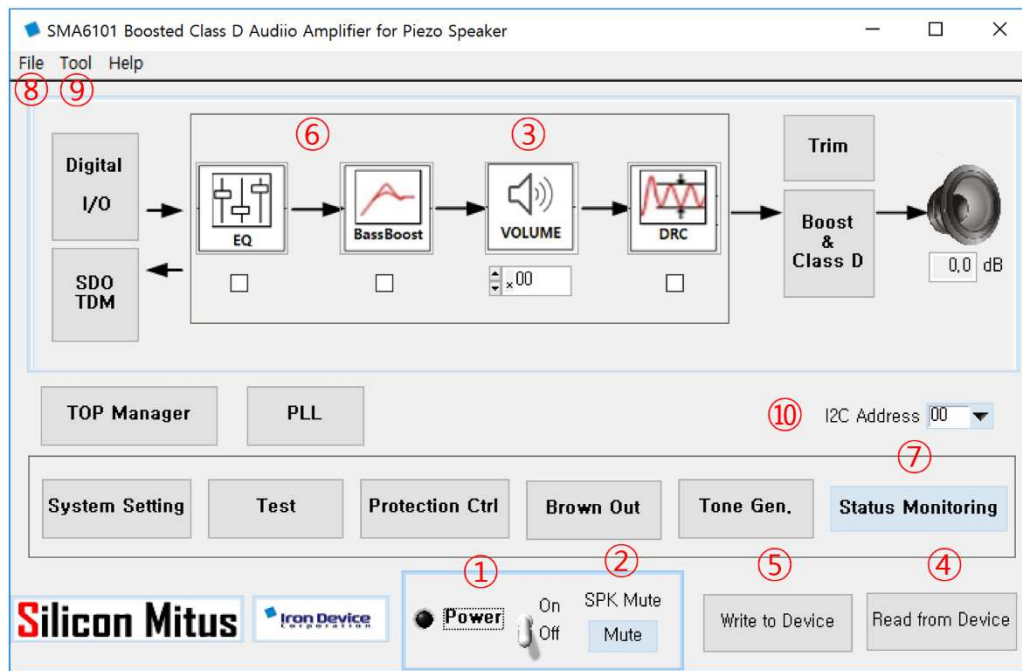 SMA6101 Boosted Class D Audiio Amplifier for Piezo Speaker
File Tool Help
⑧ ⑨
⑥ ③
Digital
I/O
SDO
TDM
EQ
BassBoost
VOLUME
DRC
x00
Trim
Boost
&
Class D
0,0 dB
TOP Manager
PLL
⑩ I2C Address 00
⑦
System Setting
Test
Protection Ctrl
Brown Out
Tone Gen.
Status Monitoring
① ② ⑤ ④
Silicon Mitus
Iron Device
Corporation
Power
On
Off
SPK Mute
Mute
Write to Device
Read from Device